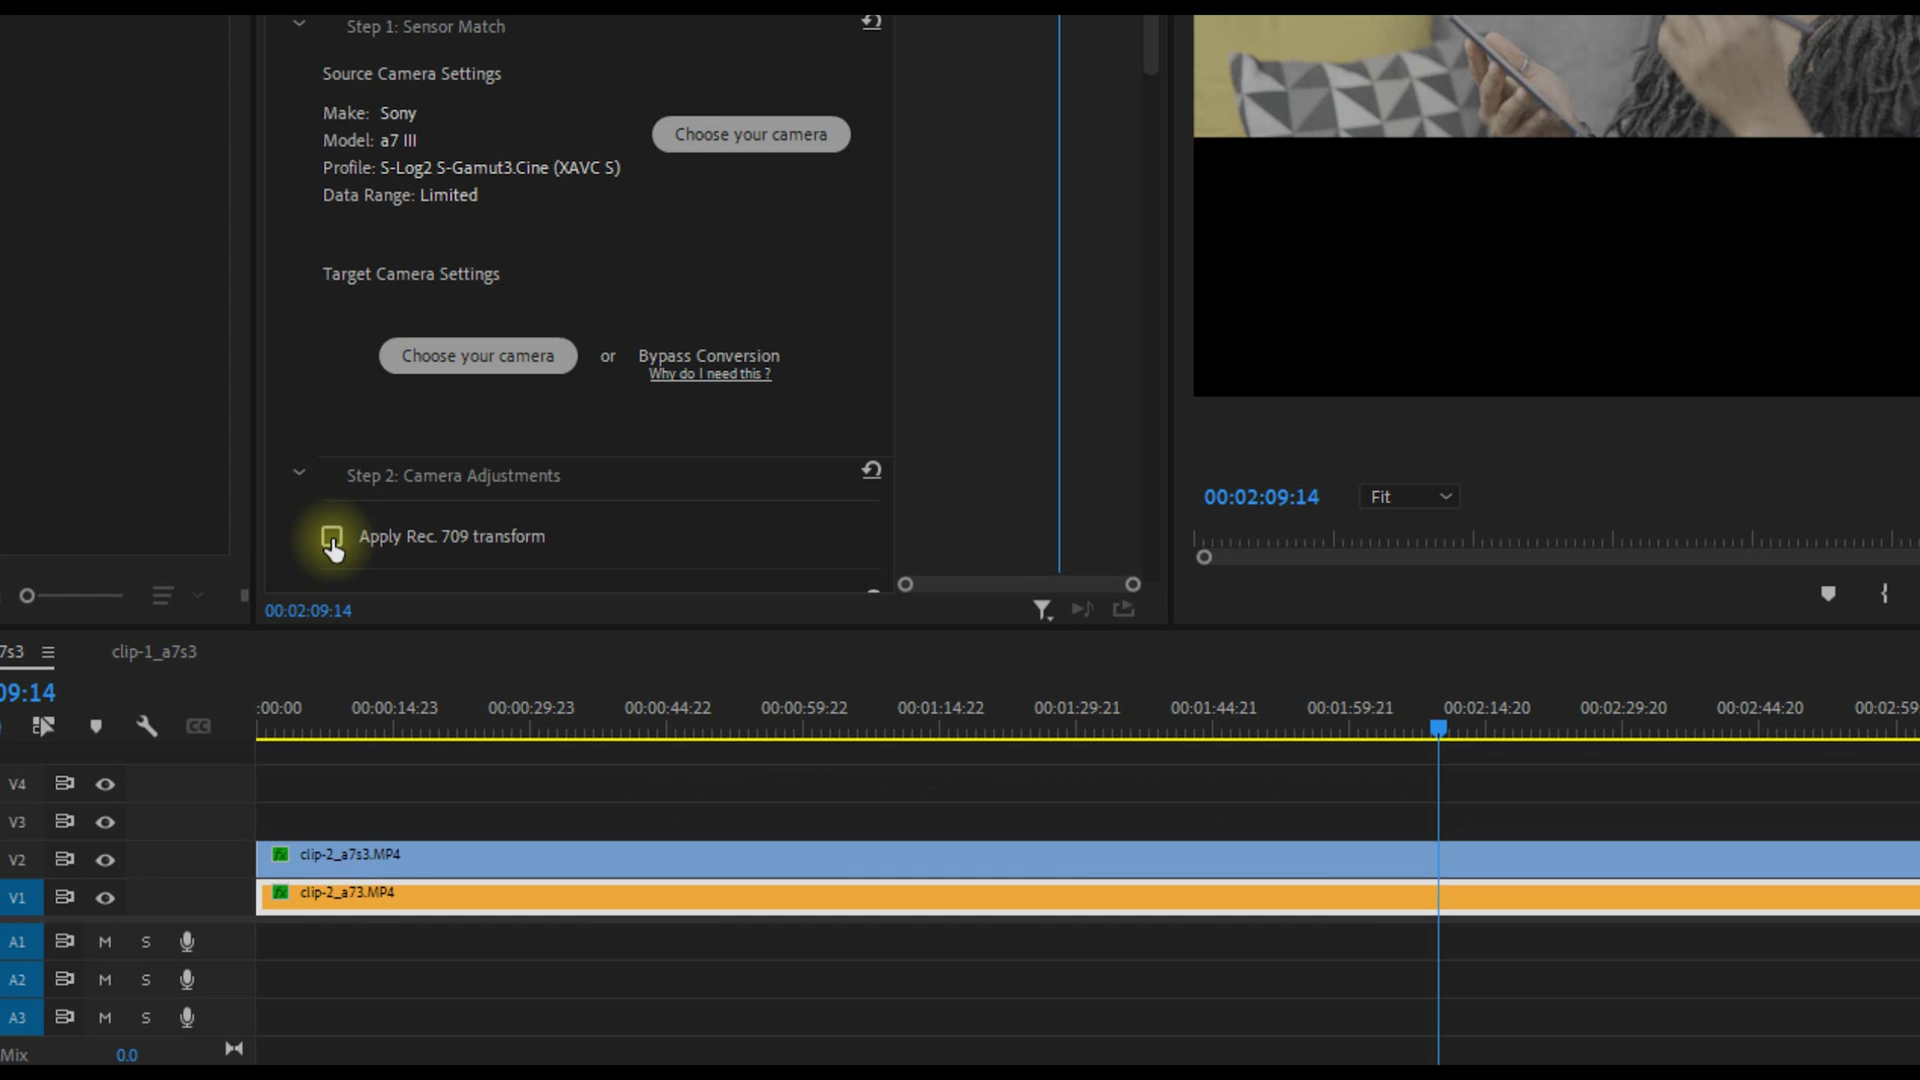 Step 1: Sensor Match
Source Camera Settings
Make: Sony
Choose your camera
Model: a7 III
Profile: S-Log2 S-Gamut3.Cine (XAVC S)
Data Range: Limited
Target Camera Settings
Choose your camera or Bypass Conversion
Why do I need this ?
Step 2: Camera Adjustments
Apply Rec. 709 transform
00:02:09:14
00:02:09:14 Fit
7s3 clip-1_a7s3
09:14
:00:00 00:00:14:23 00:00:29:23 00:00:44:22 00:00:59:22 00:01:14:22 00:01:29:21 00:01:44:21 00:01:59:21 00:02:14:20 00:02:29:20 00:02:44:20 00:02:59
CC
V4
V3
V2 fx clip-2_a7s3.MP4
V1 fx clip-2_a73.MP4
A1 M S
A2 M S
A3 M S
Mix 0.0